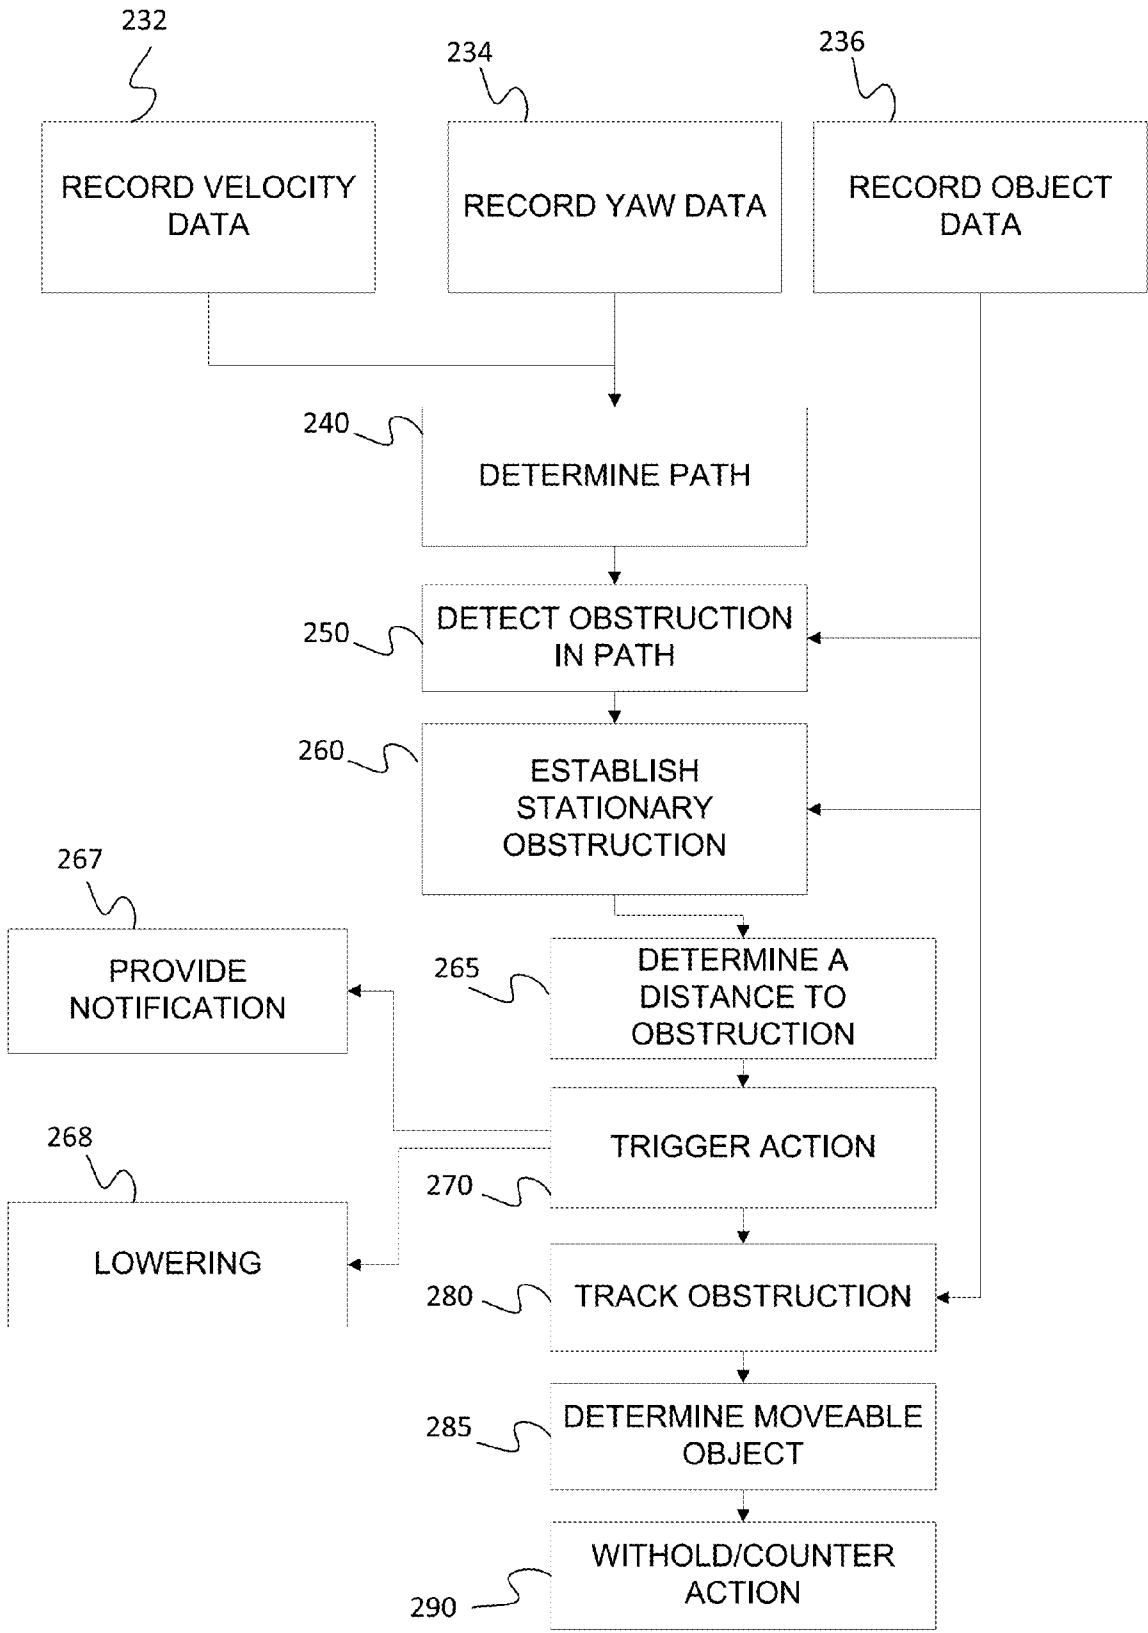 232
234
236
RECORD VELOCITY
DATA
RECORD YAW DATA
RECORD OBJECT
DATA
240
DETERMINE PATH
250
DETECT OBSTRUCTION
IN PATH
260
ESTABLISH
STATIONARY
OBSTRUCTION
267
PROVIDE
NOTIFICATION
265
DETERMINE A
DISTANCE TO
OBSTRUCTION
268
LOWERING
TRIGGER ACTION
270
280
TRACK OBSTRUCTION
285
DETERMINE MOVEABLE
OBJECT
WITHOLD/COUNTER
ACTION
290